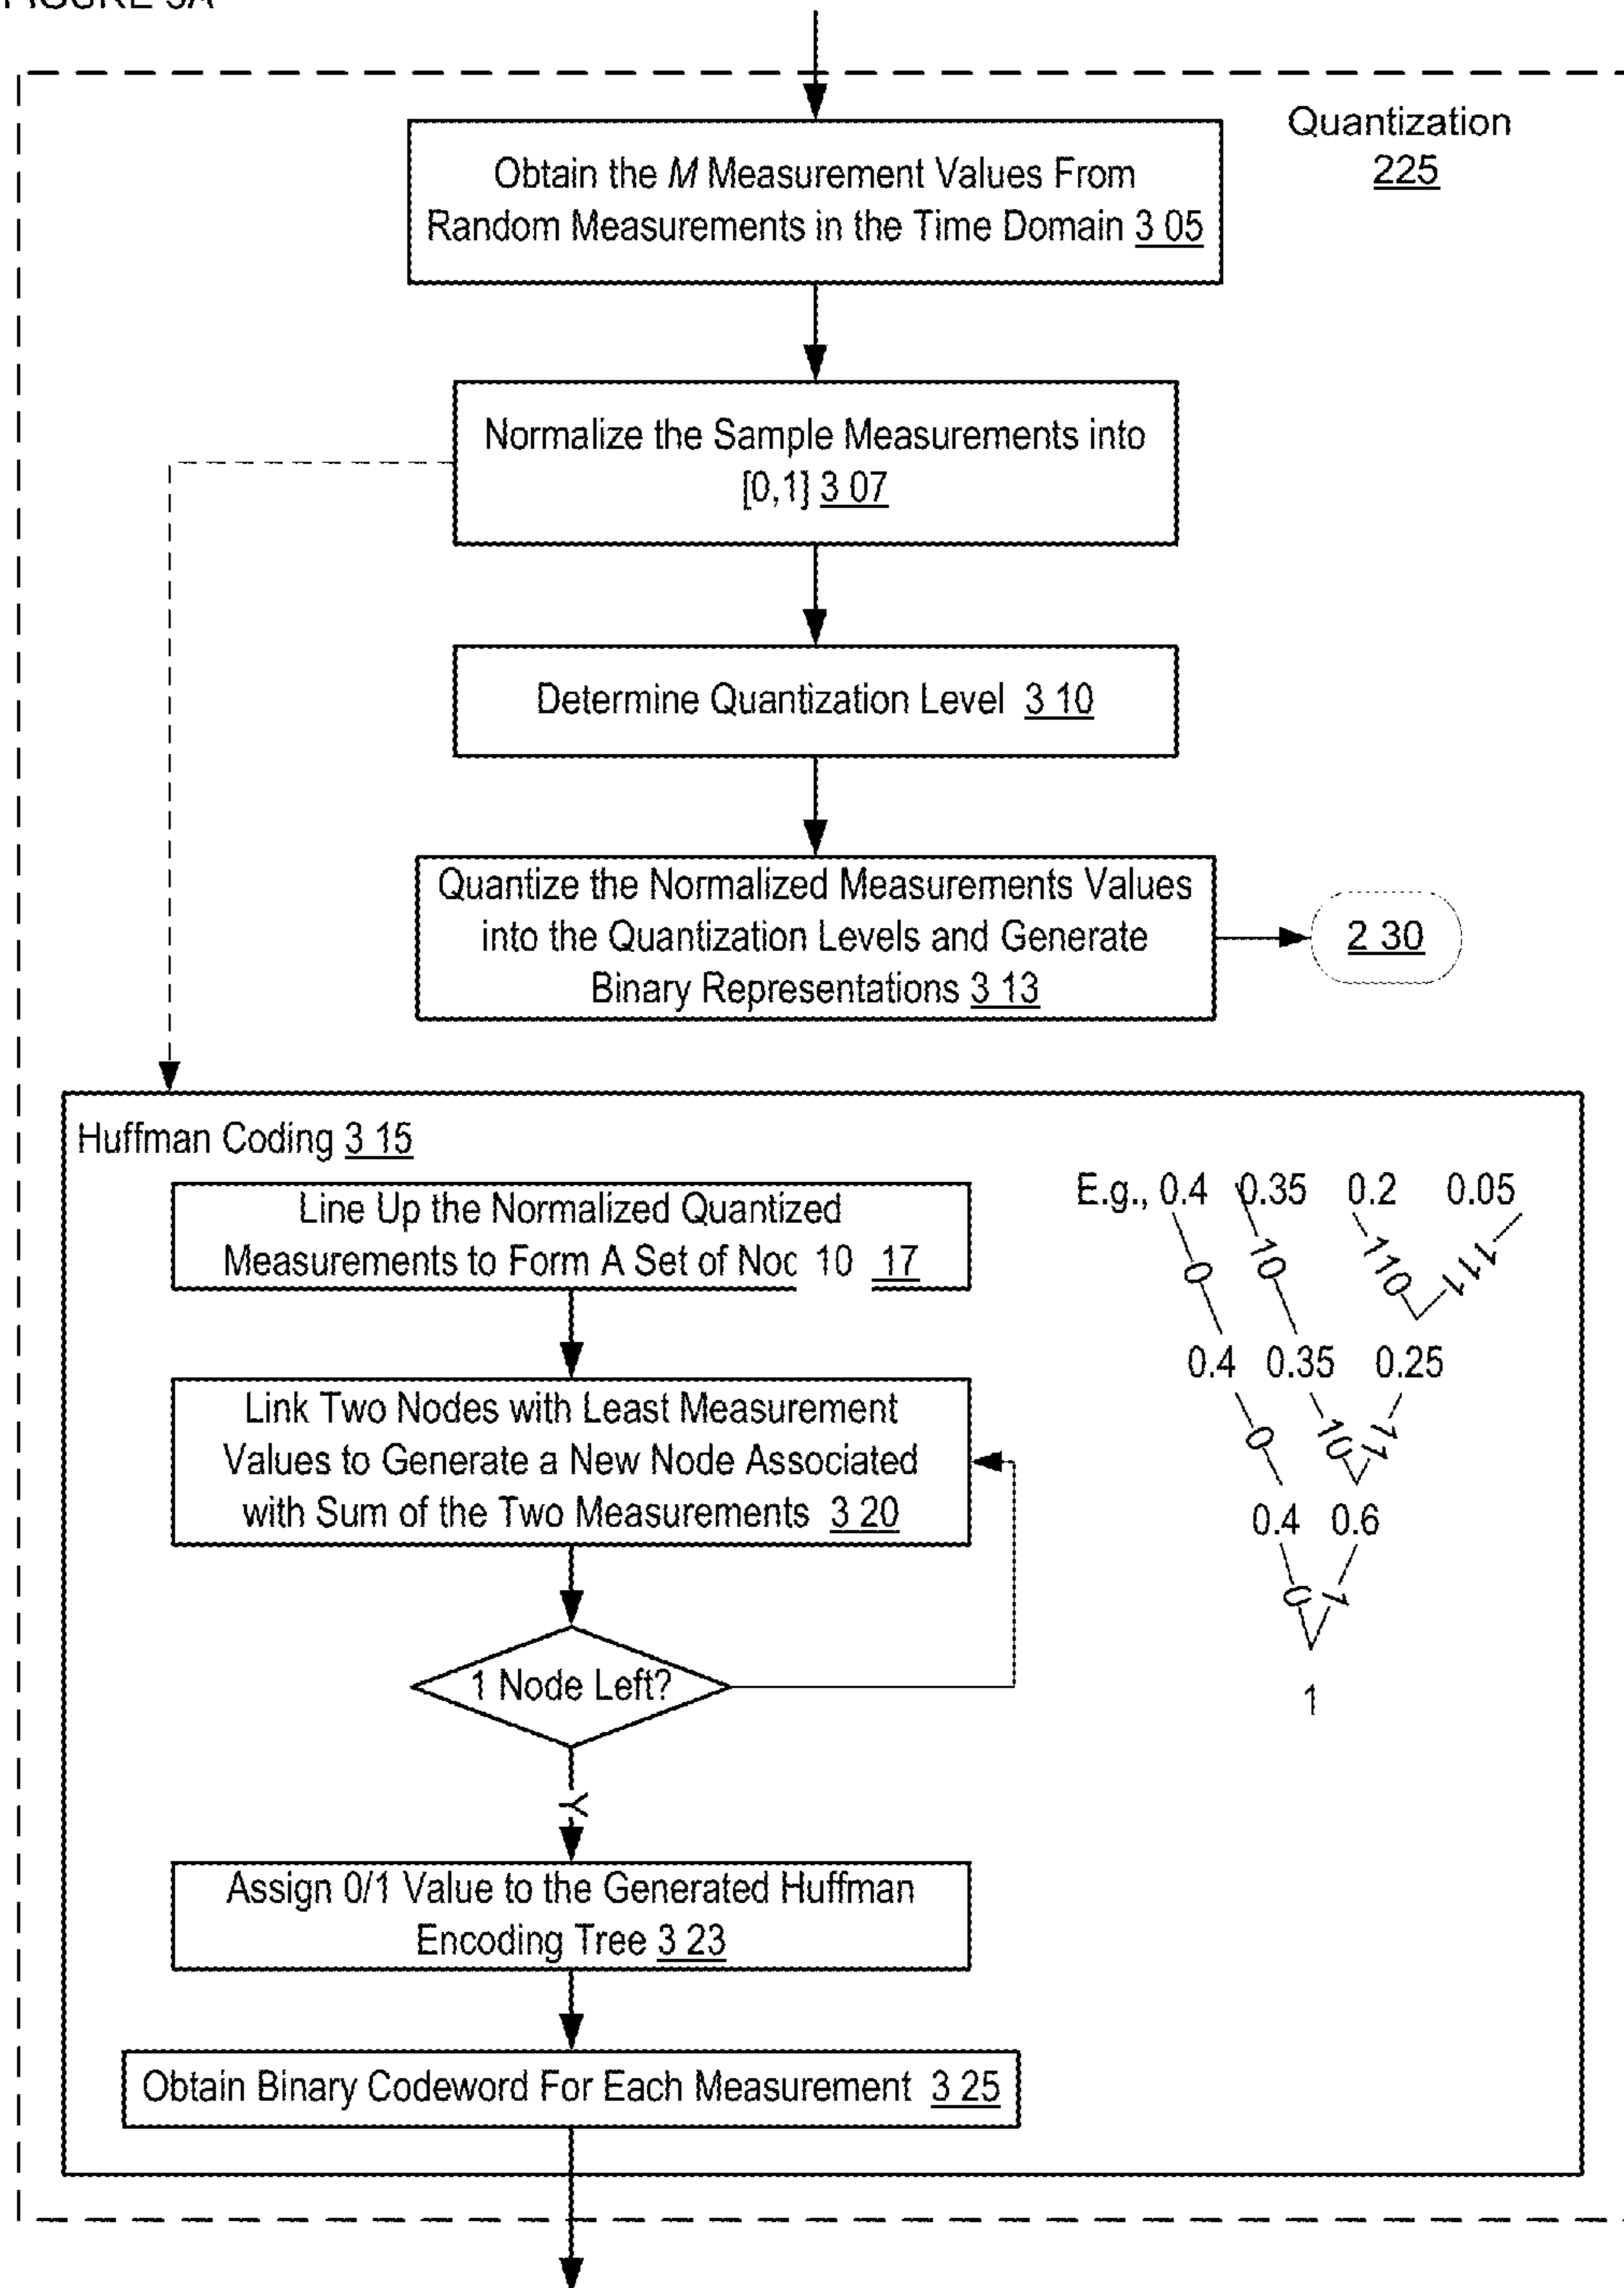 FIGURE 3A
Quantization
225
Obtain the M Measurement Values From
Random Measurements in the Time Domain 3 05
Normalize the Sample Measurements into
[0,1] 3 07
Determine Quantization Level 3 10
Quantize the Normalized Measurements Values
into the Quantization Levels and Generate
Binary Representations 3 13
2 30
Huffman Coding 3 15
Line Up the Normalized Quantized
Measurements to Form A Set of Noc 10 17
Link Two Nodes with Least Measurement
Values to Generate a New Node Associated
with Sum of the Two Measurements 3 20
1 Node Left?
Y
Assign 0/1 Value to the Generated Huffman
Encoding Tree 3 23
Obtain Binary Codeword For Each Measurement 3 25
E.g., 0.4 0.35 0.2 0.05
0 10 110 111
0.4 0.35 0.25
0 10 11
0.4 0.6
0 1
1